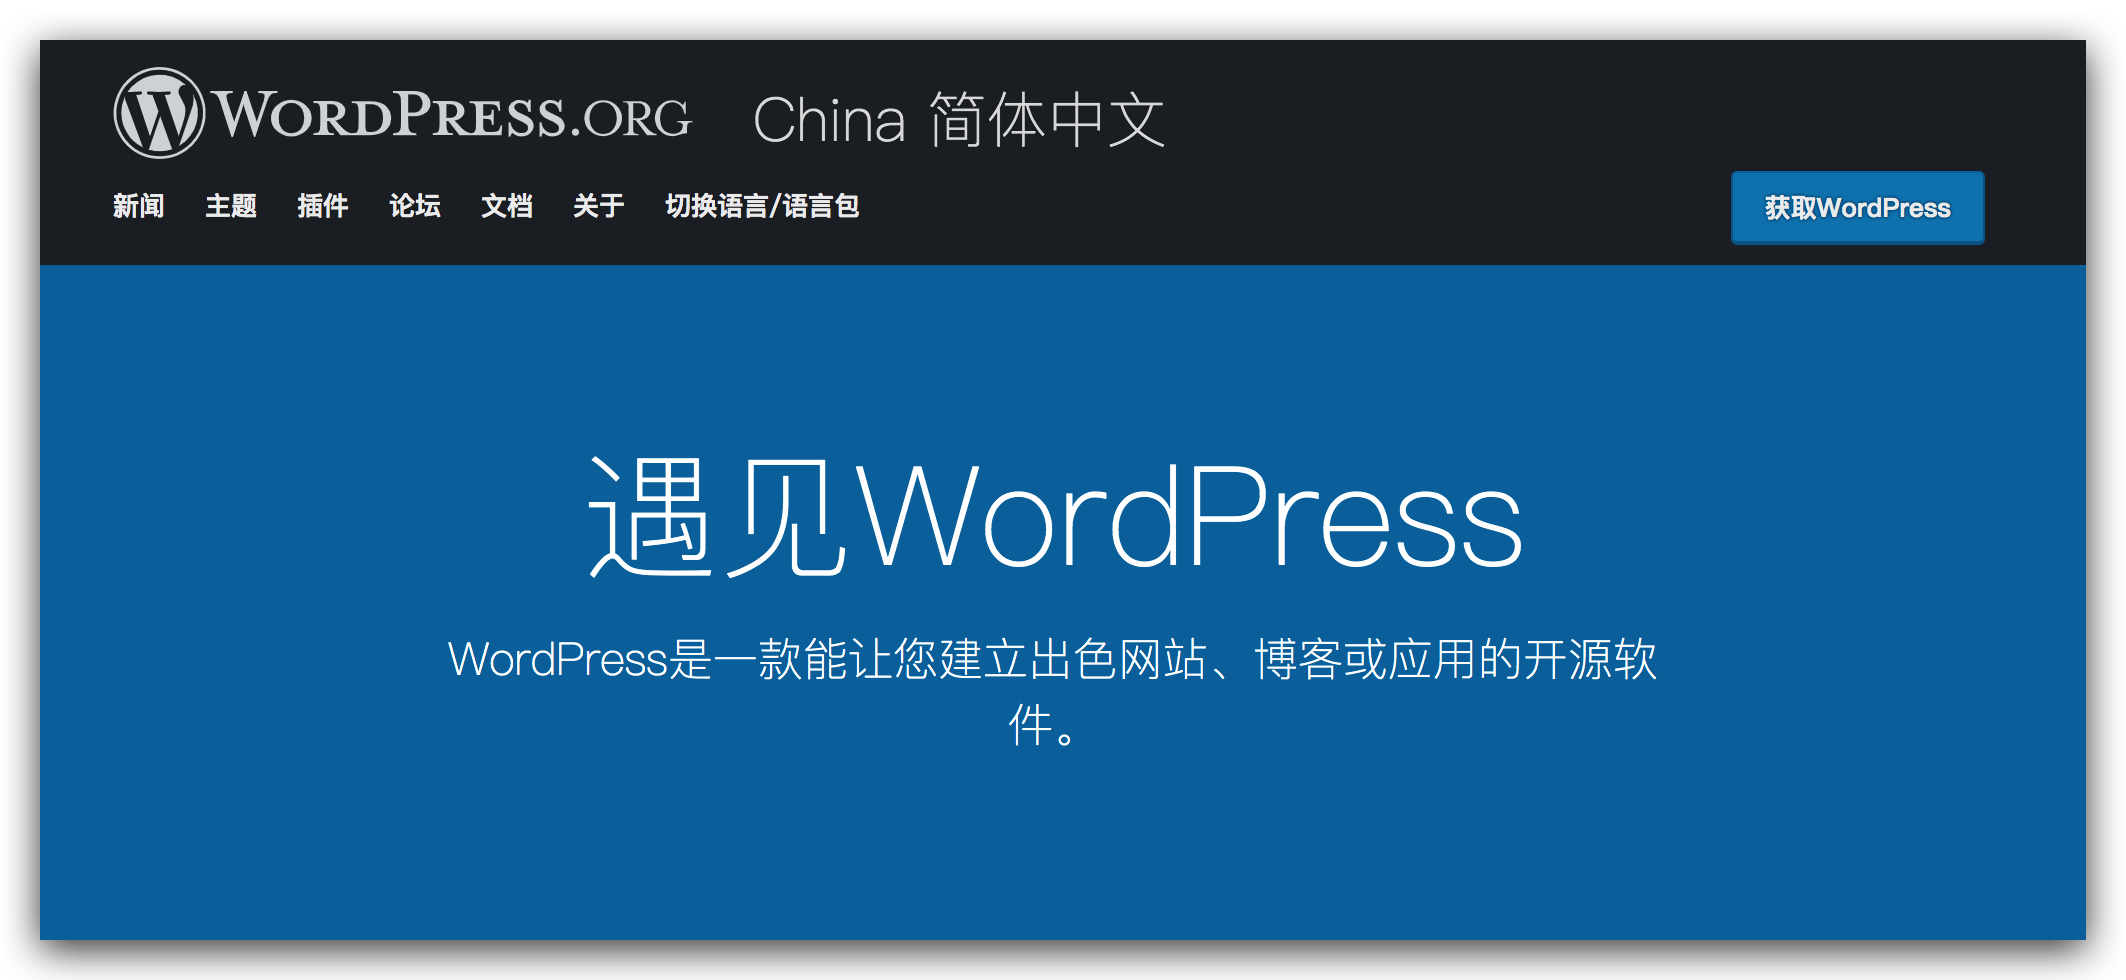 WORDPRESS.ORG China 简体中文
新闻 主题 插件 论坛 文档 关于 切换语言/语言包 获取WordPress
遇见WordPress
WordPress是一款能让您建立出色网站、博客或应用的开源软
件。